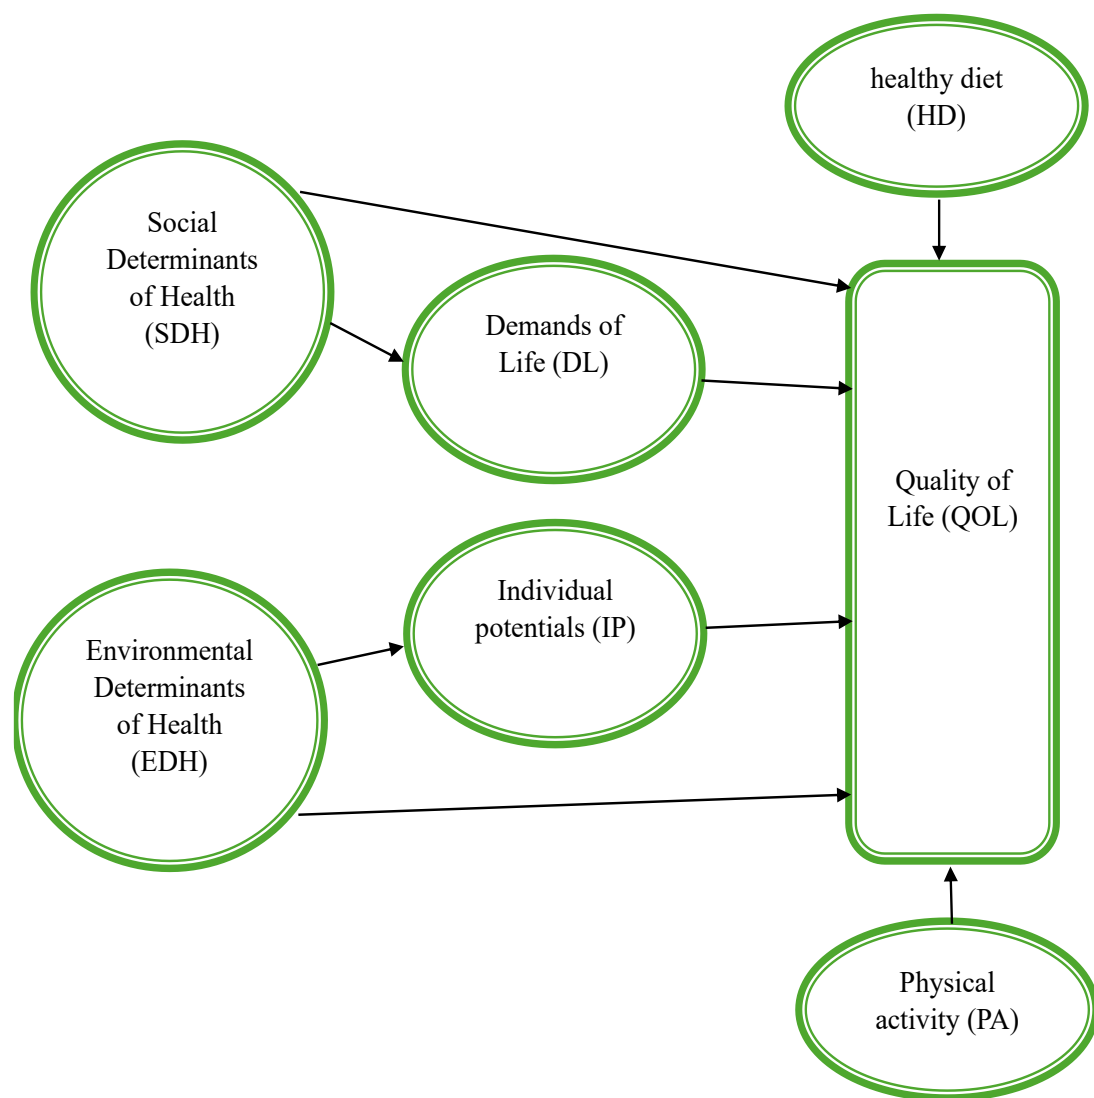 healthy diet
(HD)
Social
Determinants
of Health
(SDH)
Demands of
Life (DL)
Quality of
Life (QOL)
Individual
potentials (IP)
Environmental
Determinants
of Health
(EDH)
Physical
activity (PA)